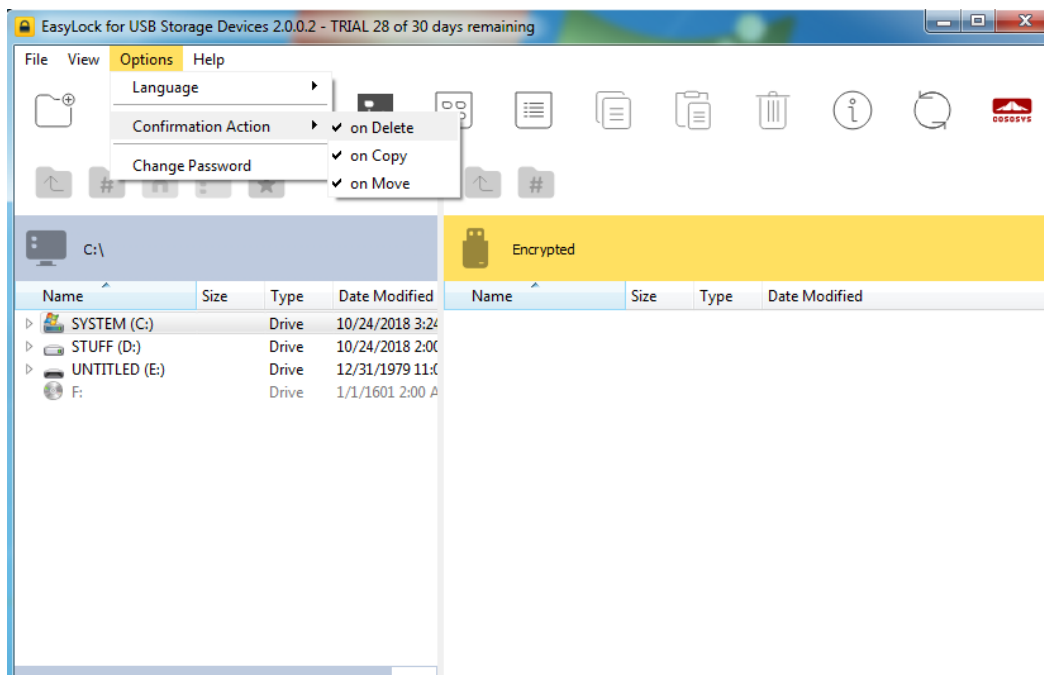 EasyLock for USB Storage Devices 2.0.0.2 - TRIAL 28 of 30 days remaining
File View Options Help
Language
Confirmation Action
on Delete
on Copy
Change Password
on Move
COSOSYS
C:\
Encrypted
Name Size Type Date Modified Name Size Type Date Modified
SYSTEM (C:) Drive 10/24/2018 3:24
STUFF (D:) Drive 10/24/2018 2:00
UNTITLED (E:) Drive 12/31/1979 11:0
F: Drive 1/1/1601 2:00 A